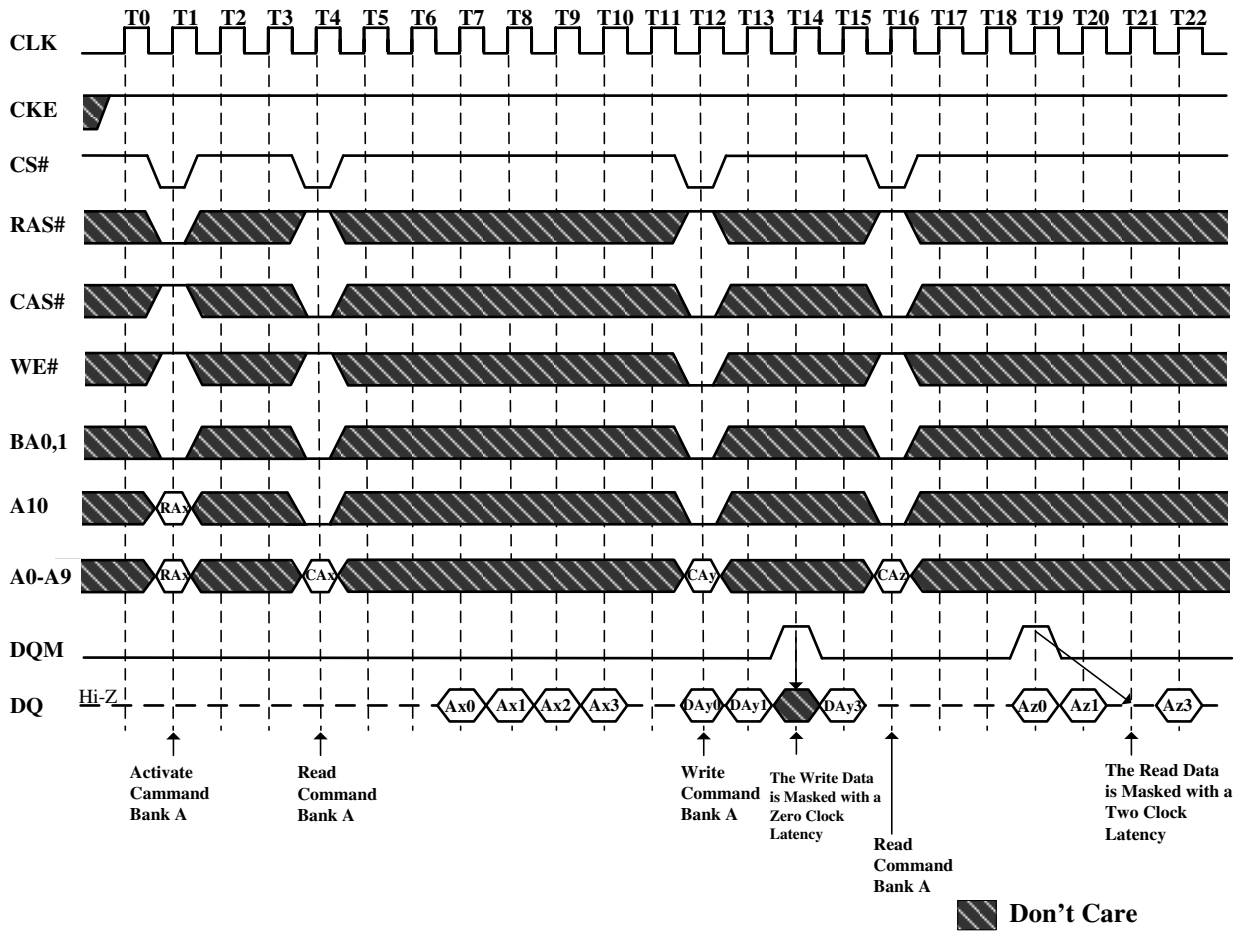 T0 T1 T2 T3 T4 T5 T6 T7 T8 T9 T10 T11 T12 T13 T14 T15 T16 T17 T18 T19 T20 T21 T22
CLK
CKE
CS#
RAS#
CAS#
WE#
BA0,1
A10
RAx
A0-A9
RAx CAx CAy CAz
DQM
DQ
Hi-Z
Ax0 Ax1 Ax2 Ax3 DAy0 DAy1 DAy3 Az0 Az1 Az3
Activate
Cammand
Bank A
Read
Command
Bank A
Write
Command
Bank A
The Write Data
is Masked with a
Zero Clock
Latency
Read
Command
Bank A
The Read Data
is Masked with a
Two Clock
Latency
Don't Care